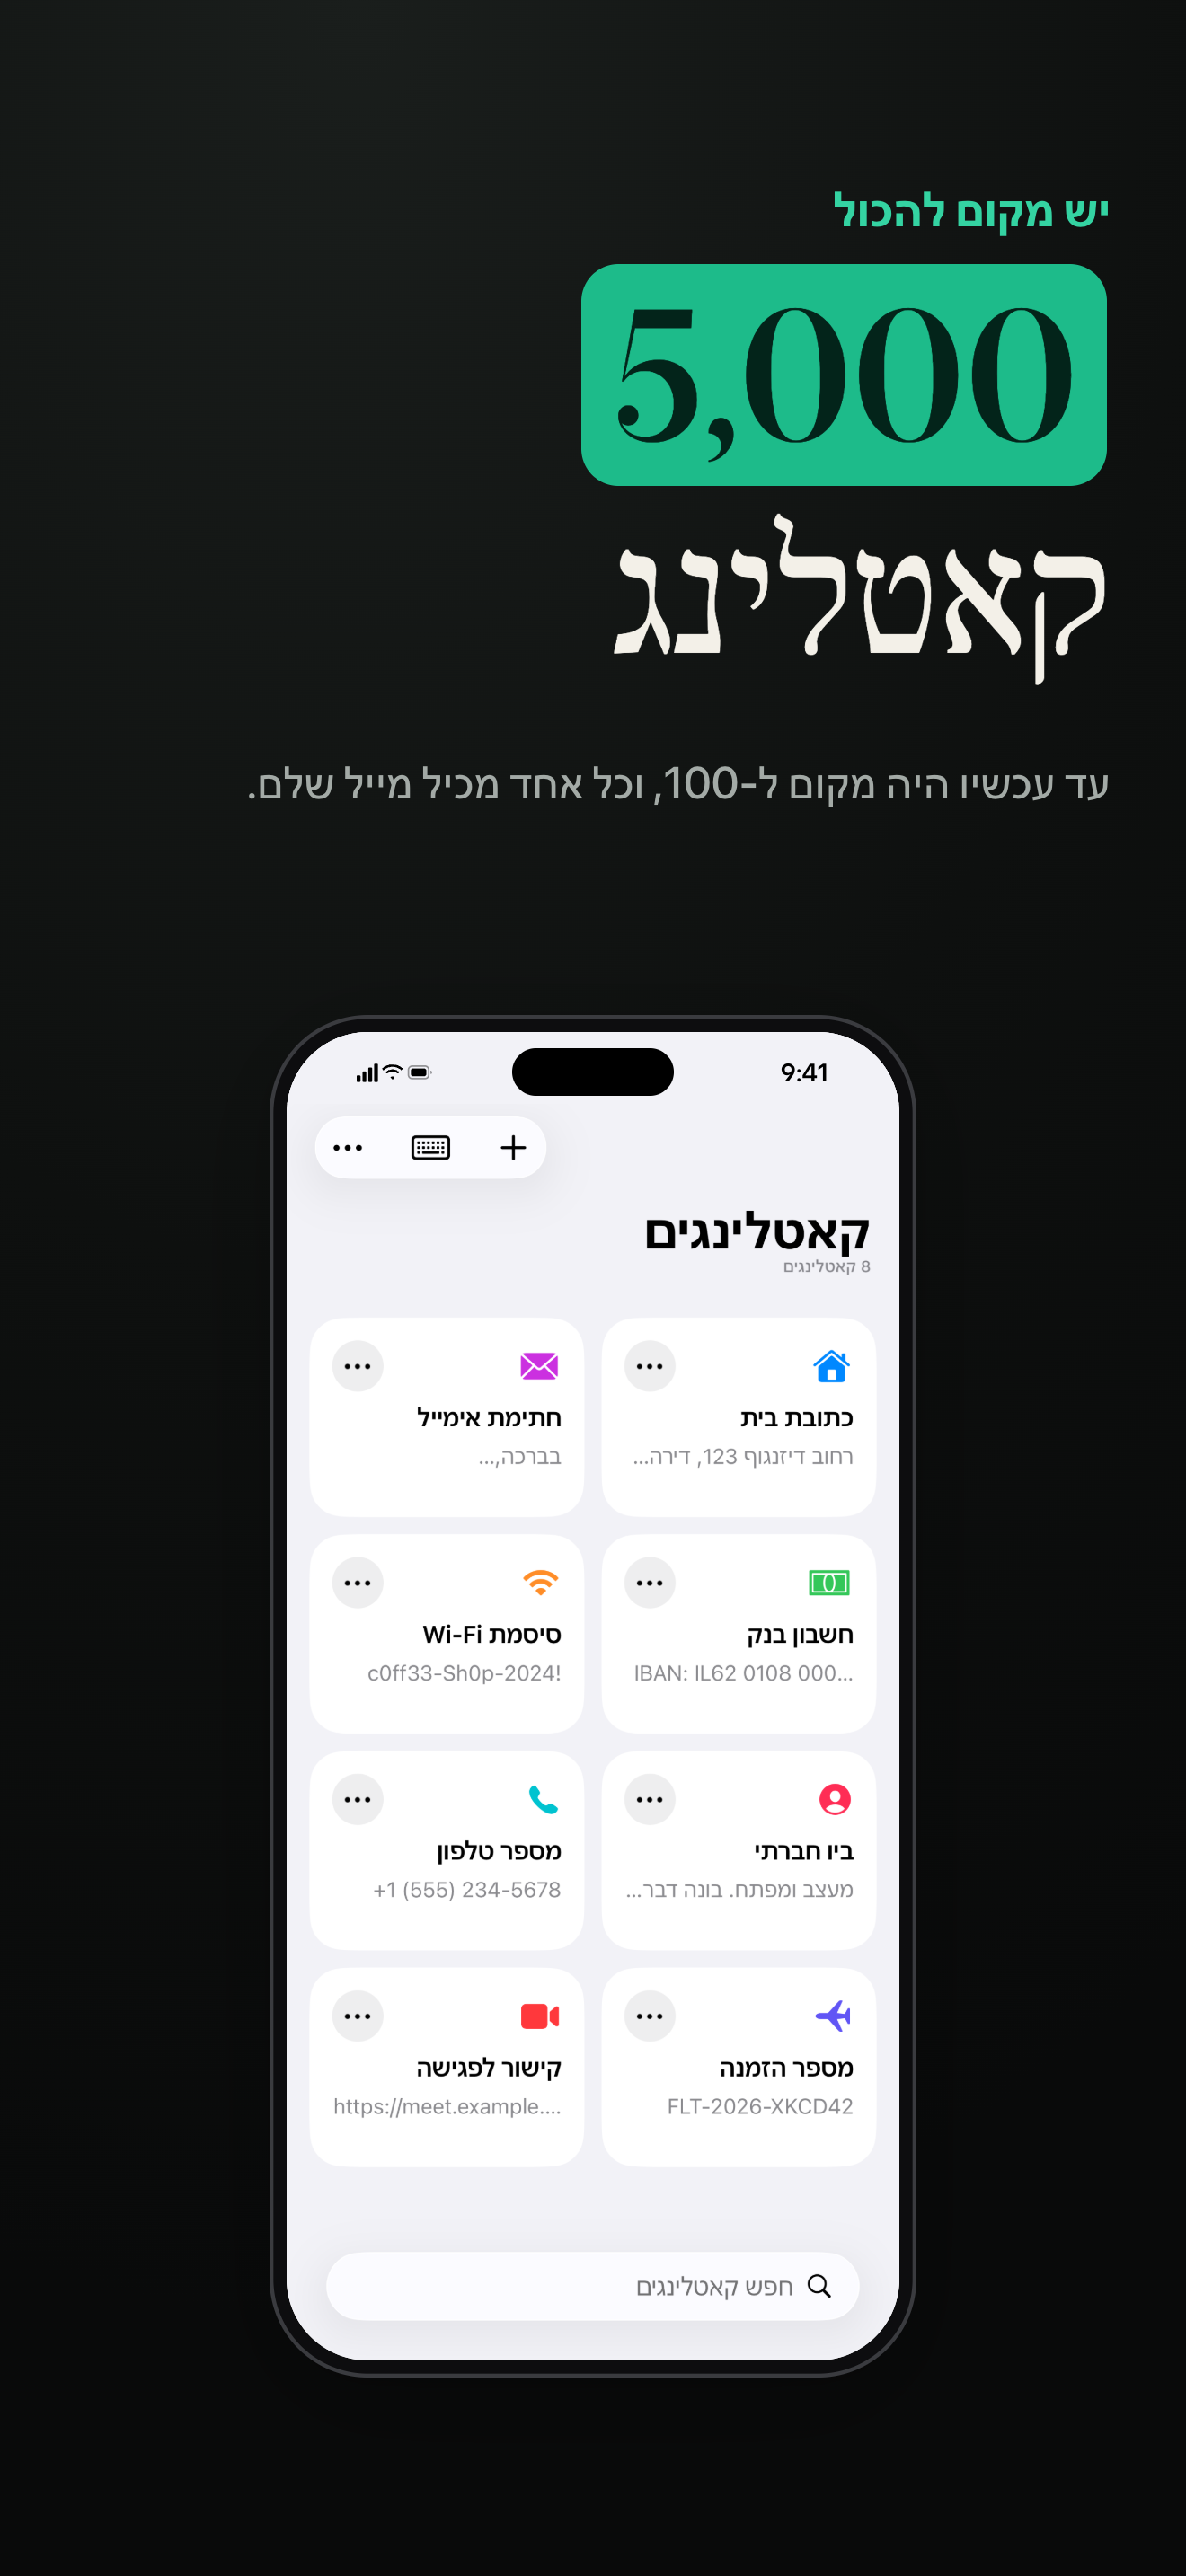 יש מקום להכול
5,000
קאטלינג
עד עכשיו היה מקום ל-100, וכל אחד מכיל מייל שלם.
9:41
קאטלינגים
8 קאטלינגים
כתובת בית
רחוב דיזנגוף 123, דירה...
חתימת אימייל
בברכה,...
חשבון בנק
IBAN: IL62 0108 000...
סיסמת Wi-Fi
c0ff33-Sh0p-2024!
ביו חברתי
מעצב ומפתח. בונה דבר...
מספר טלפון
+1 (555) 234-5678
מספר הזמנה
FLT-2026-XKCD42
קישור לפגישה
https://meet.example....
חפש קאטלינגים